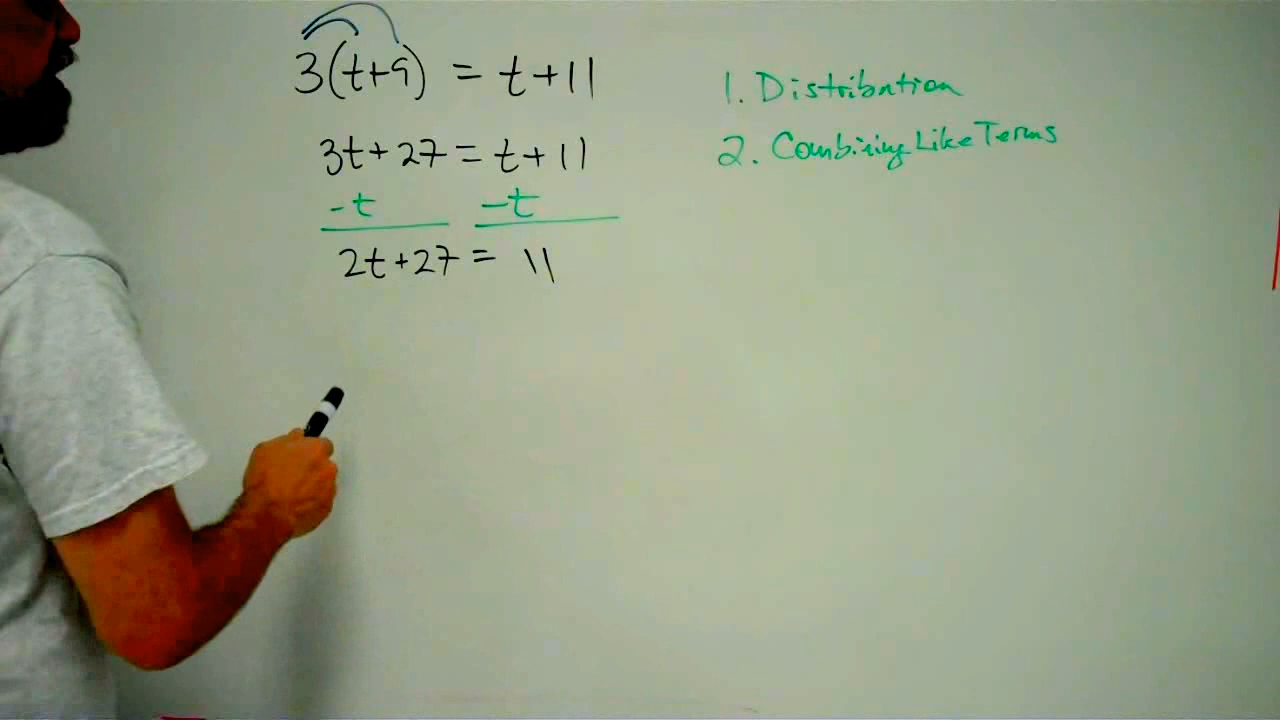 3(t+9) = t+11
3t+27 = t+11
-t -t
2t+27 = 11
1. Distribution
2. Combining Like Terms